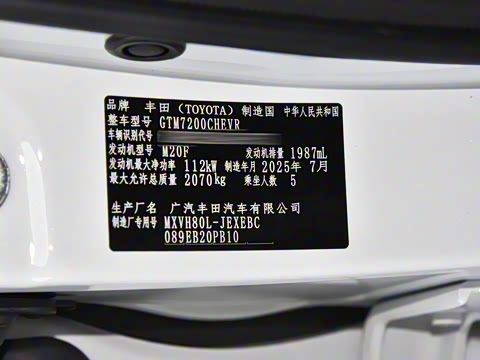 品牌 丰田（TOYOTA） 制造国 中华人民共和国
整车型号 GTM7200CHEVR
车辆识别代号
发动机型号 M20F 发动机排量 1987mL
发动机最大净功率 112kW 制造年月 2025年 7月
最大允许总质量 2070kg 乘坐人数 5
生产厂名 广汽丰田汽车有限公司
制造厂专用号 MXVH80L-JEXEBC
089EB20PB10